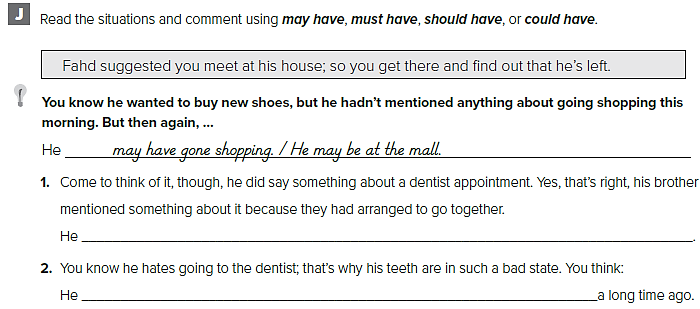 J Read the situations and comment using may have, must have, should have, or could have.
Fahd suggested you meet at his house; so you get there and find out that he's left.
You know he wanted to buy new shoes, but he hadn't mentioned anything about going shopping this
morning. But then again, ...
He may have gone shopping. / He may be at the mall.
1. Come to think of it, though, he did say something about a dentist appointment. Yes, that's right, his brother
mentioned something about it because they had arranged to go together.
He ______.
2. You know he hates going to the dentist; that's why his teeth are in such a bad state. You think:
He ______ a long time ago.